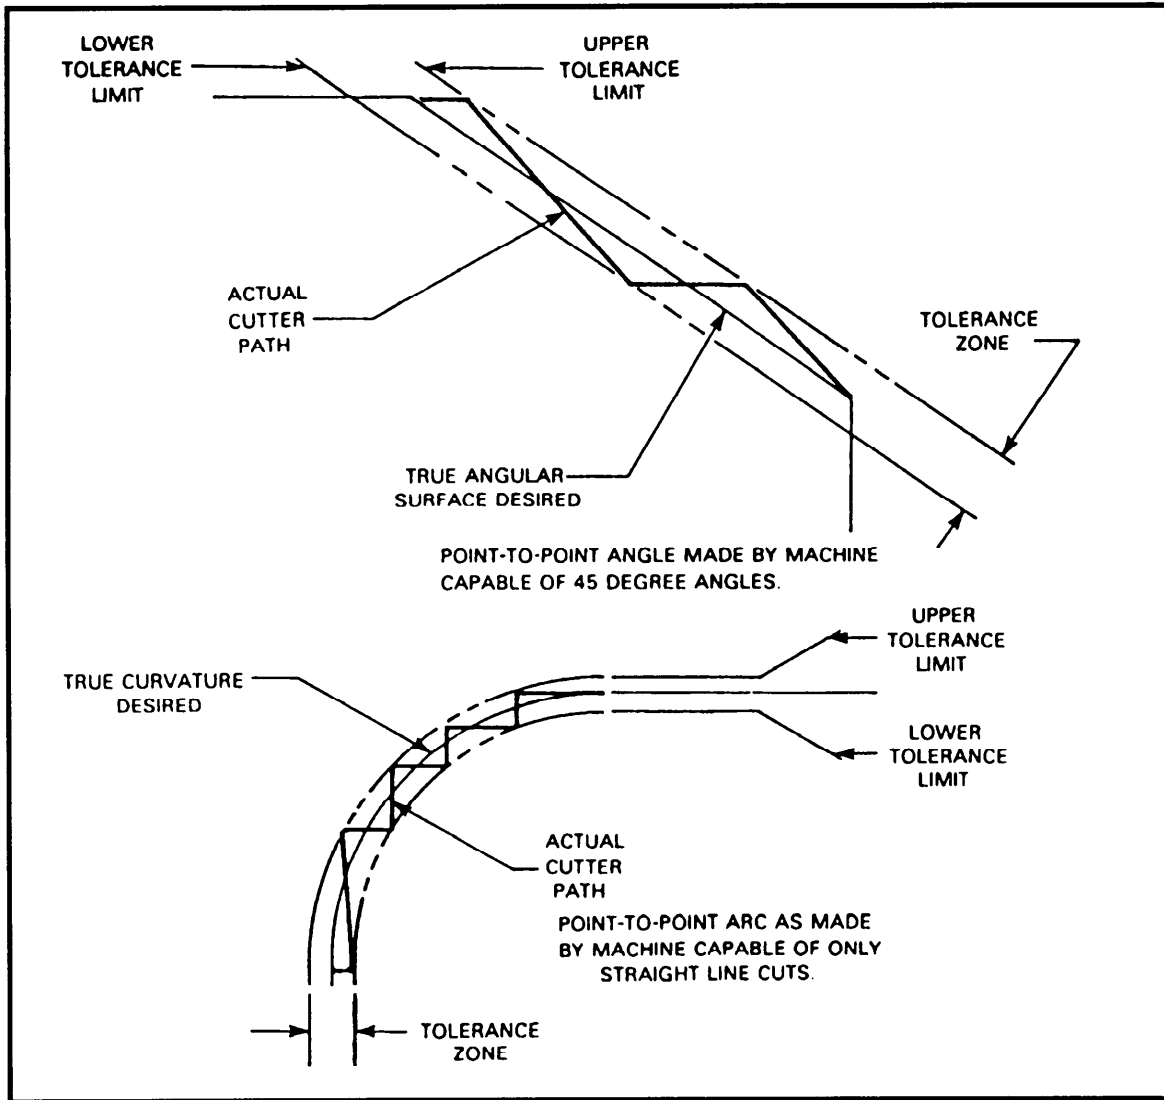 LOWER
TOLERANCE
LIMIT
UPPER
TOLERANCE
LIMIT
ACTUAL
CUTTER
PATH
TOLERANCE
ZONE
TRUE ANGULAR
SURFACE DESIRED
POINT-TO-POINT ANGLE MADE BY MACHINE
CAPABLE OF 45 DEGREE ANGLES.
UPPER
TOLERANCE
LIMIT
TRUE CURVATURE
DESIRED
LOWER
TOLERANCE
LIMIT
ACTUAL
CUTTER
PATH
POINT-TO-POINT ARC AS MADE
BY MACHINE CAPABLE OF ONLY
STRAIGHT LINE CUTS.
TOLERANCE
ZONE